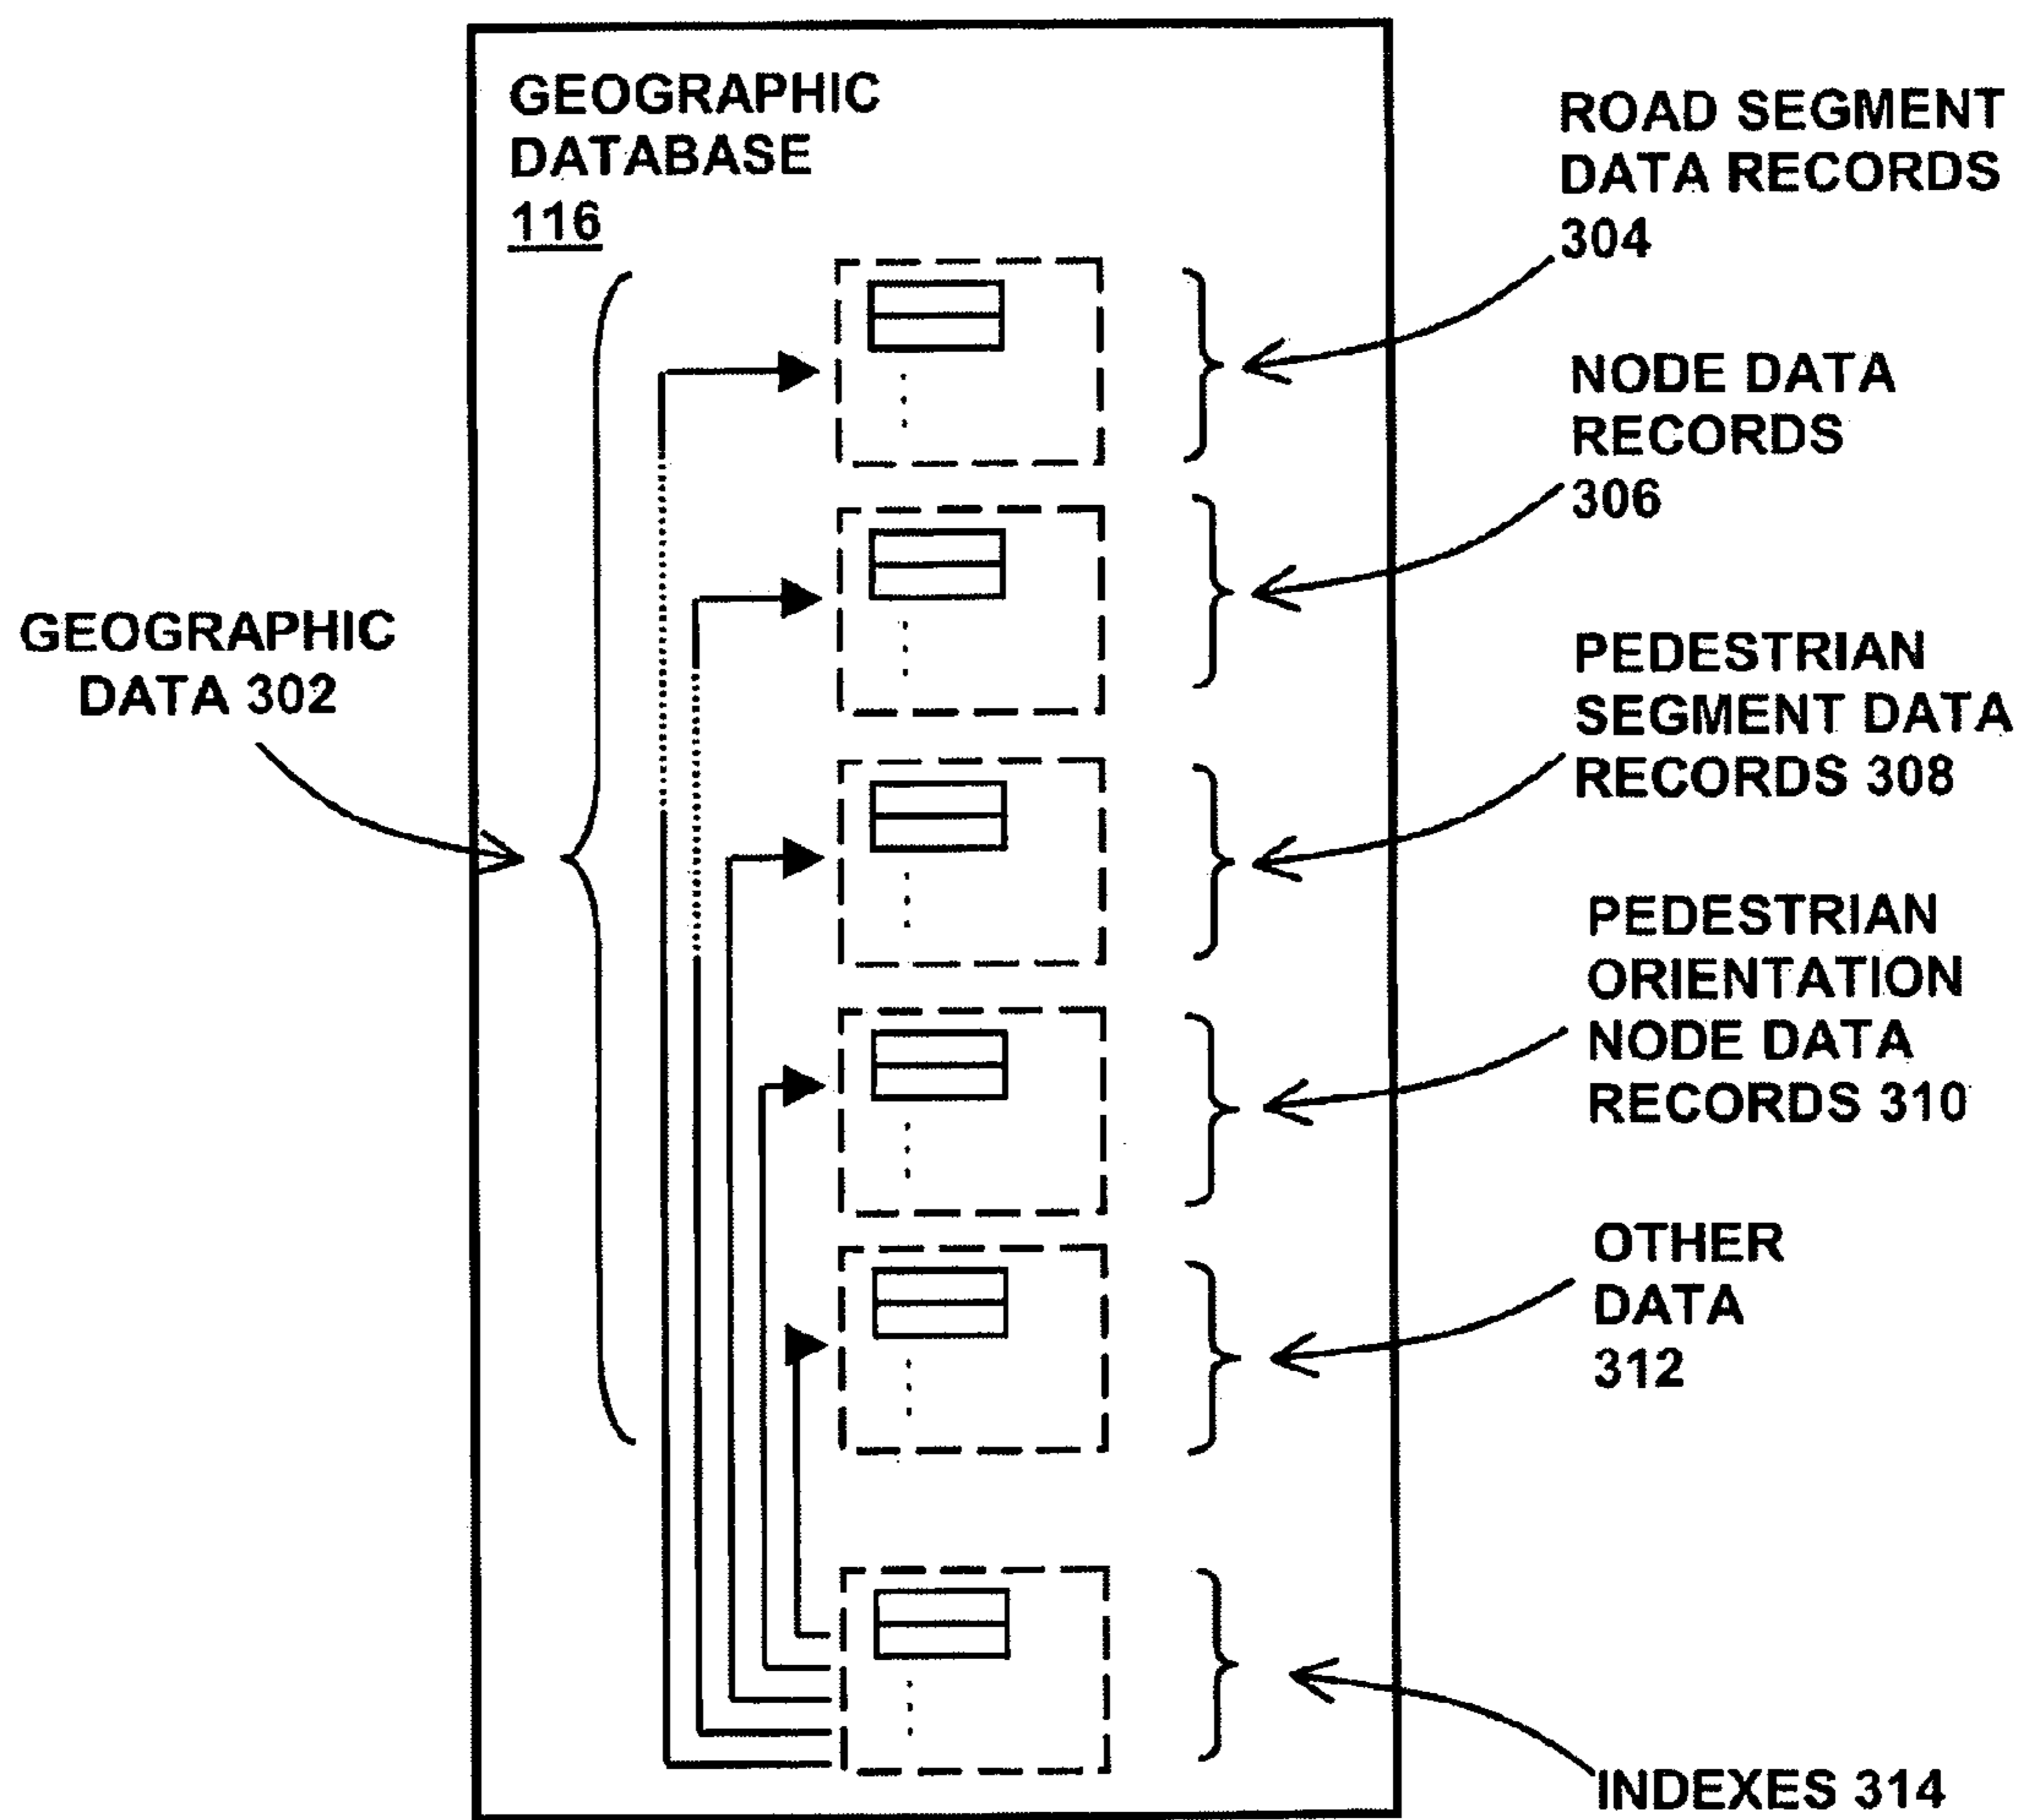 GEOGRAPHIC
DATABASE
116
ROAD SEGMENT
DATA RECORDS
304
NODE DATA
RECORDS
306
GEOGRAPHIC
DATA 302
PEDESTRIAN
SEGMENT DATA
RECORDS 308
PEDESTRIAN
ORIENTATION
NODE DATA
RECORDS 310
OTHER
DATA
312
INDEXES 314